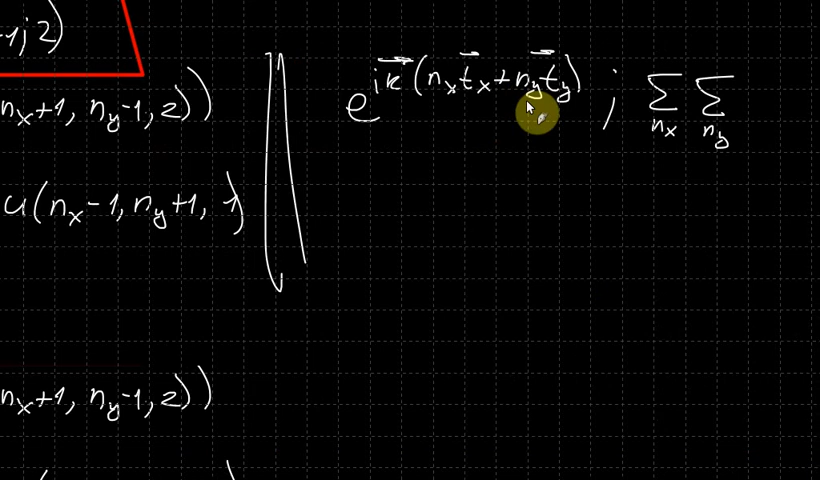 -1; 2)
n_x+1, n_y-1, 2))
e^{i\vec{k}(n_x\vec{t}_x+n_y\vec{t}_y)} ; \sum_{n_x} \sum_{n_y}
u(n_x-1, n_y+1, 1)
n_x+1, n_y-1, 2))